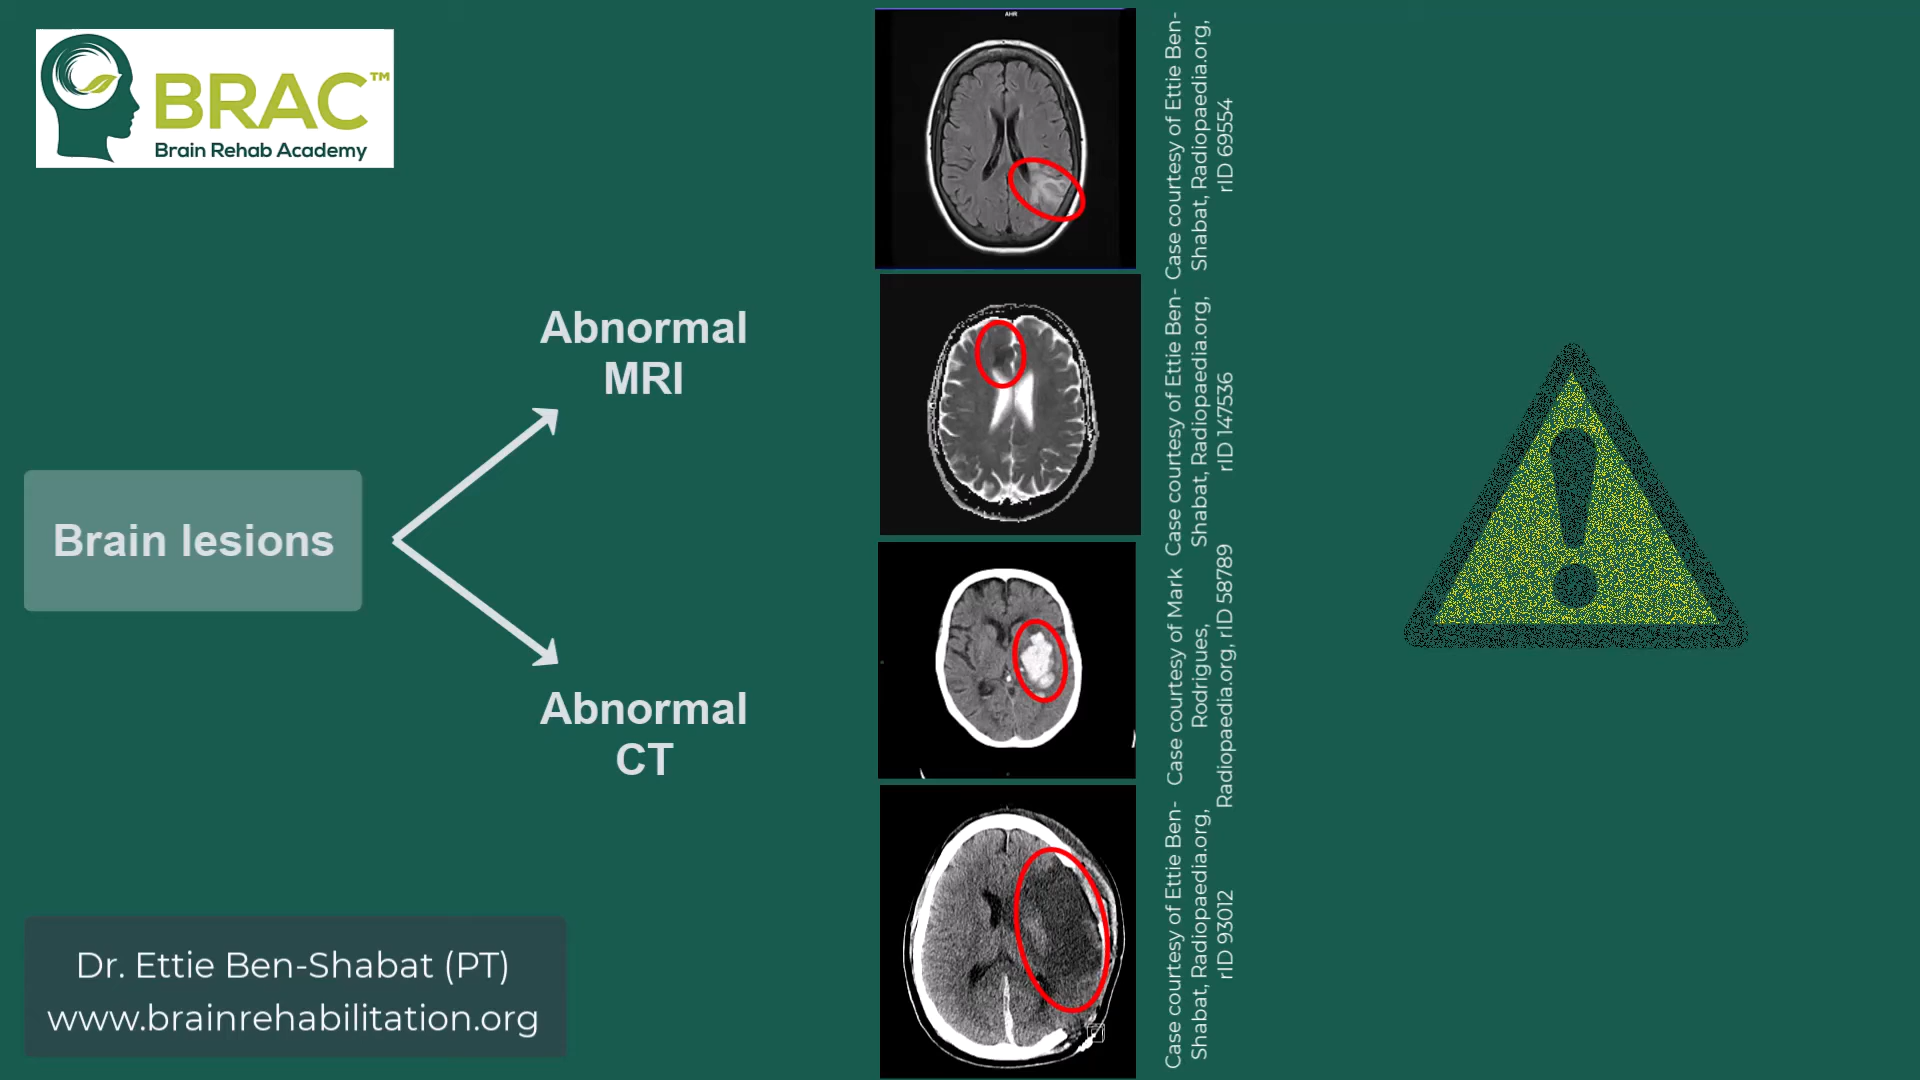 BRAC™
Brain Rehab Academy
AHR
Abnormal
MRI
Brain lesions
Abnormal
CT
Dr. Ettie Ben-Shabat (PT)
www.brainrehabilitation.org
Case courtesy of Ettie Ben-
Shabat, Radiopaedia.org,
rID 69554
Case courtesy of Ettie Ben-
Shabat, Radiopaedia.org,
rID 147536
Case courtesy of Mark
Rodrigues,
Radiopaedia.org, rID 58789
Case courtesy of Ettie Ben-
Shabat, Radiopaedia.org,
rID 93012